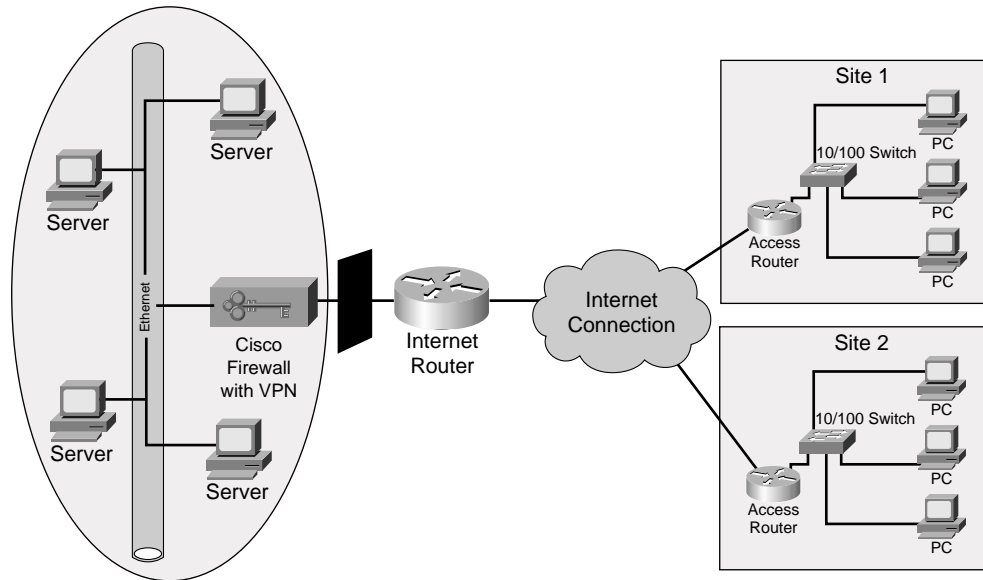 Server
Server
Ethernet
E
Cisco
Firewall
with VPN
Server
Server
Internet
Router
Internet
Connection
Site 1
10/100 Switch
Access
Router
PC
PC
PC
Site 2
10/100 Switch
Access
Router
PC
PC
PC